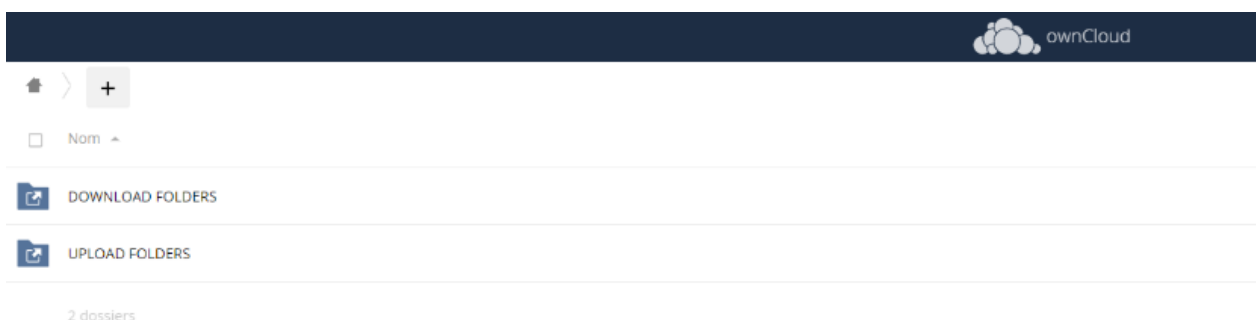 ownCloud
+
Nom
DOWNLOAD FOLDERS
UPLOAD FOLDERS
2 dossiers